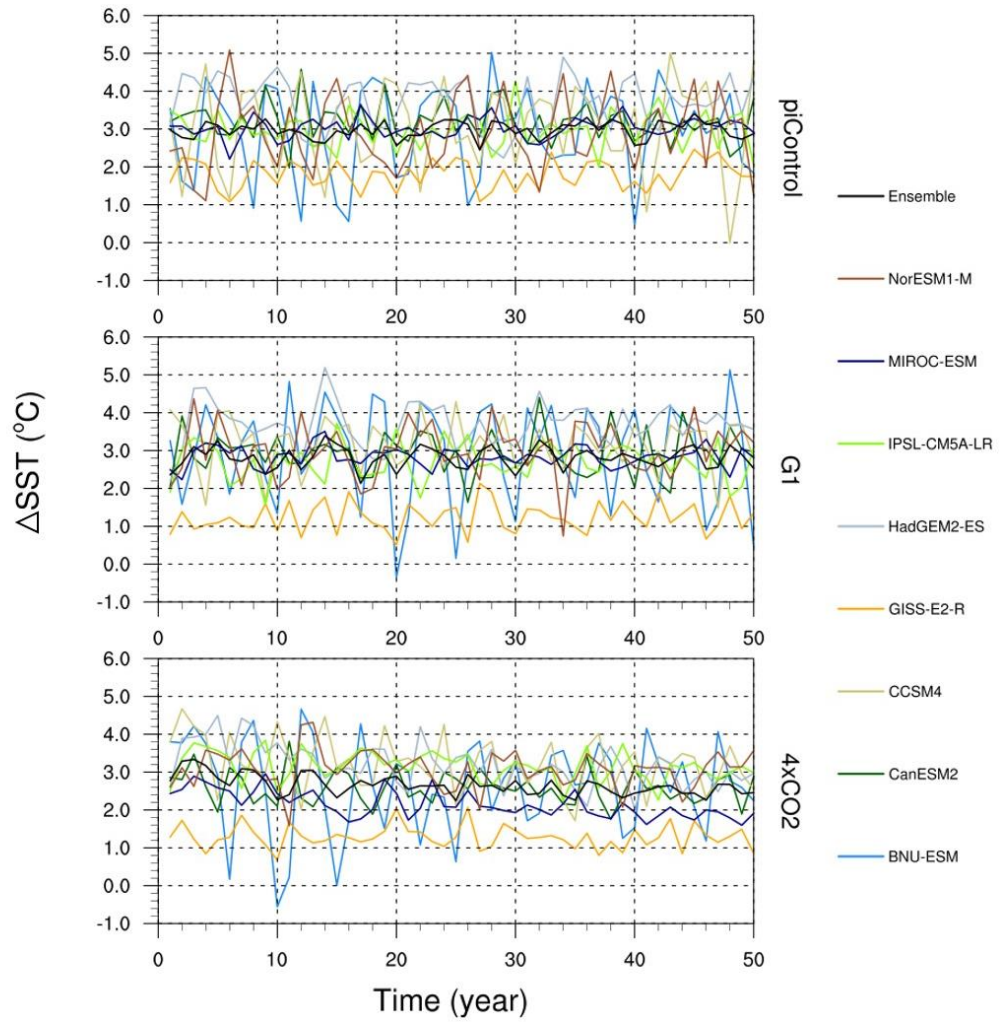 6.0
5.0
4.0
3.0
2.0
1.0
0.0
-1.0
0 10 20 30 40 50
piControl
6.0
5.0
4.0
3.0
2.0
1.0
0.0
-1.0
0 10 20 30 40 50
G1
6.0
5.0
4.0
3.0
2.0
1.0
0.0
-1.0
0 10 20 30 40 50
4xCO2
ΔSST (°C)
Time (year)
Ensemble
NorESM1-M
MIROC-ESM
IPSL-CM5A-LR
HadGEM2-ES
GISS-E2-R
CCSM4
CanESM2
BNU-ESM